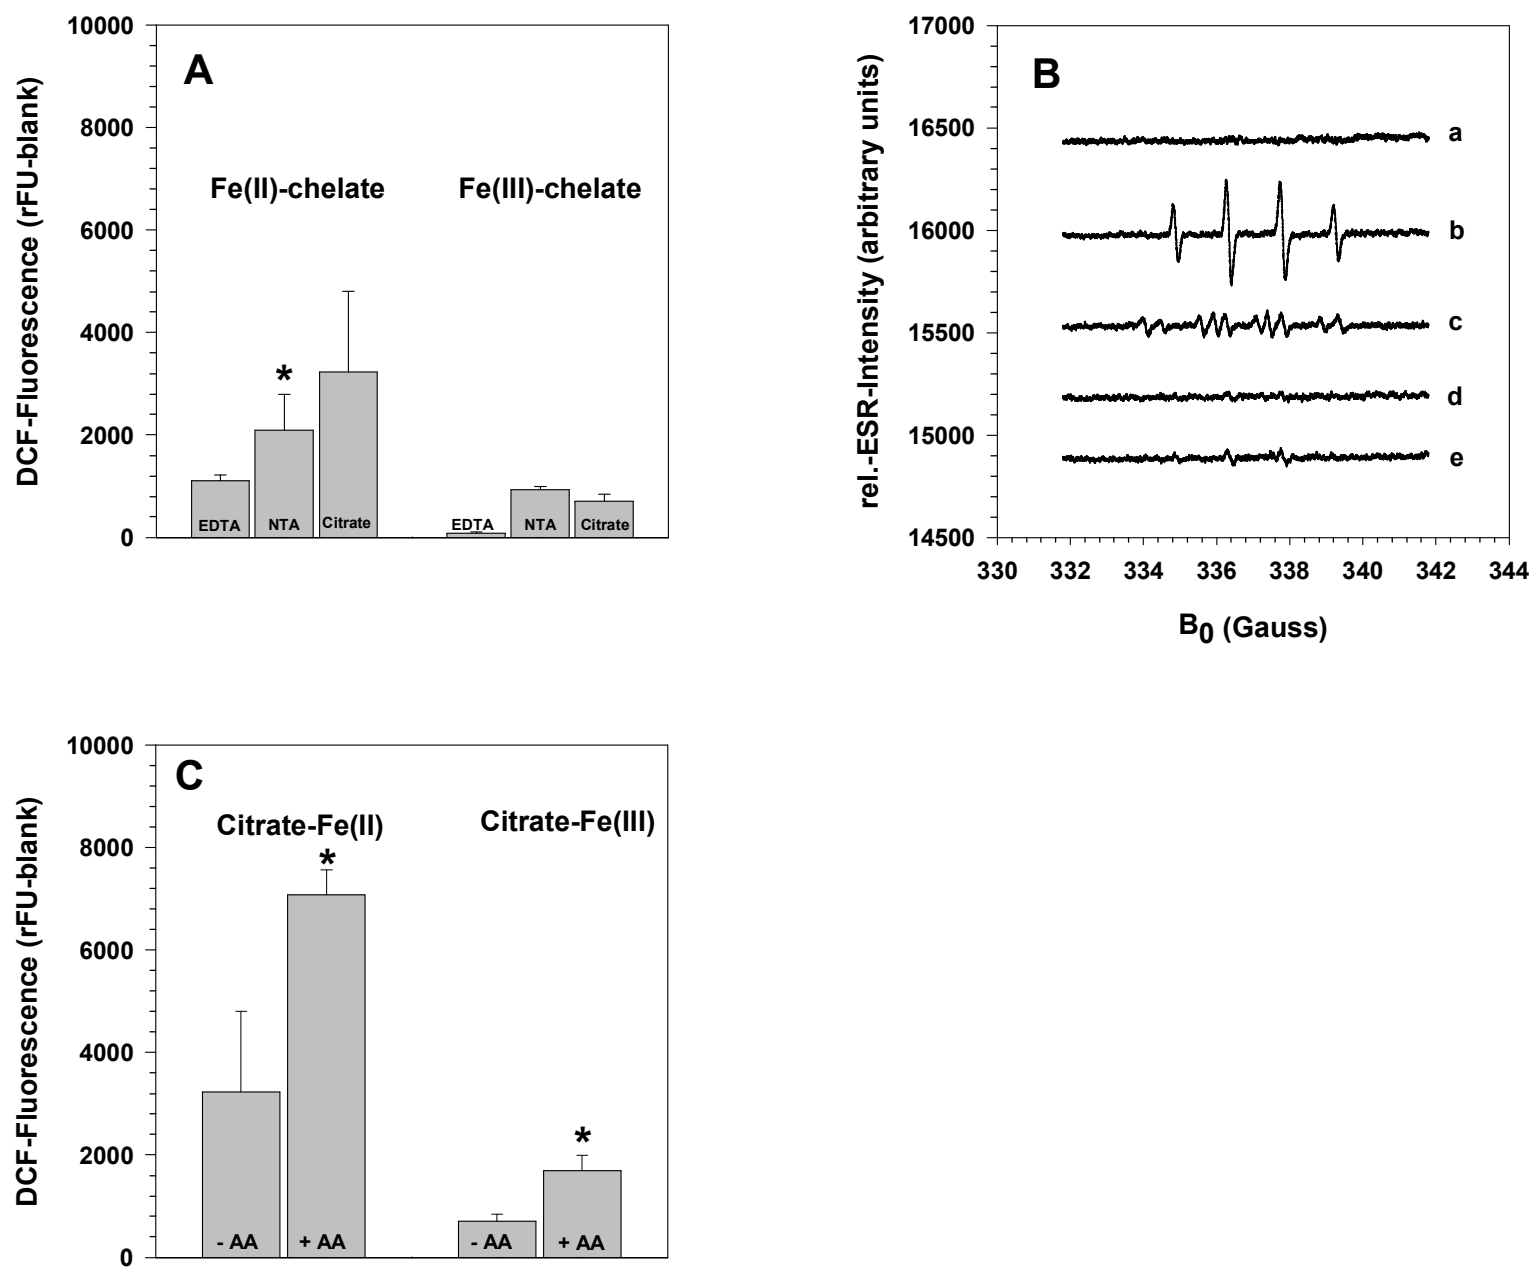 A
DCF-Fluorescence (rFU-blank)
10000
8000
6000
4000
2000
0
Fe(II)-chelate
Fe(III)-chelate
*
EDTA
NTA
Citrate
EDTA
NTA
Citrate
B
rel.-ESR-Intensity (arbitrary units)
17000
16500
16000
15500
15000
14500
a
b
c
d
e
330 332 334 336 338 340 342 344
B0 (Gauss)
C
DCF-Fluorescence (rFU-blank)
10000
8000
6000
4000
2000
0
Citrate-Fe(II)
Citrate-Fe(III)
*
*
- AA
+ AA
- AA
+ AA